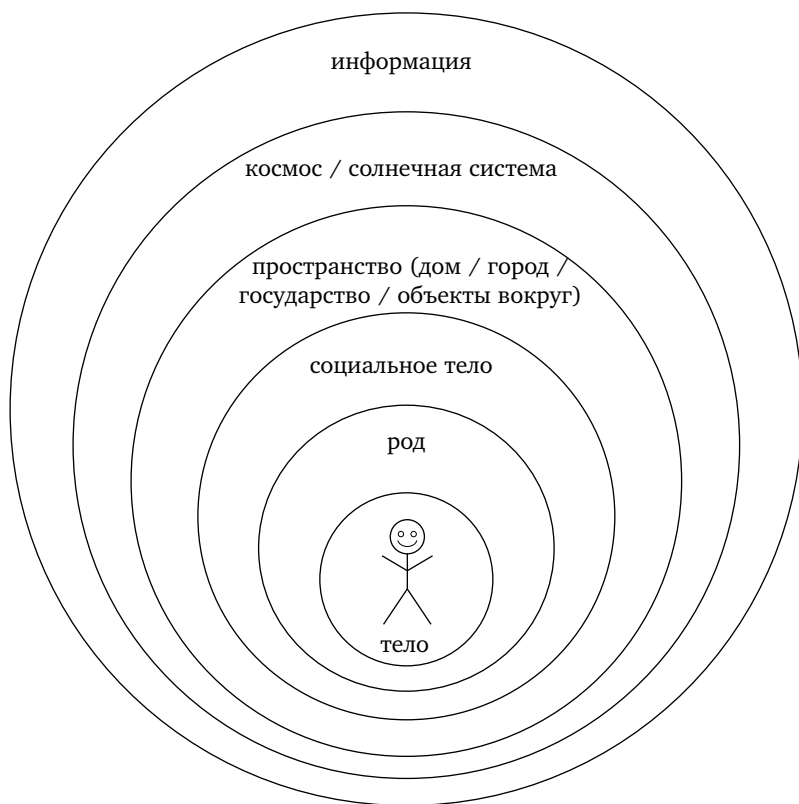 информация
космос / солнечная система
пространство (дом / город /
государство / объекты вокруг)
социальное тело
род
тело